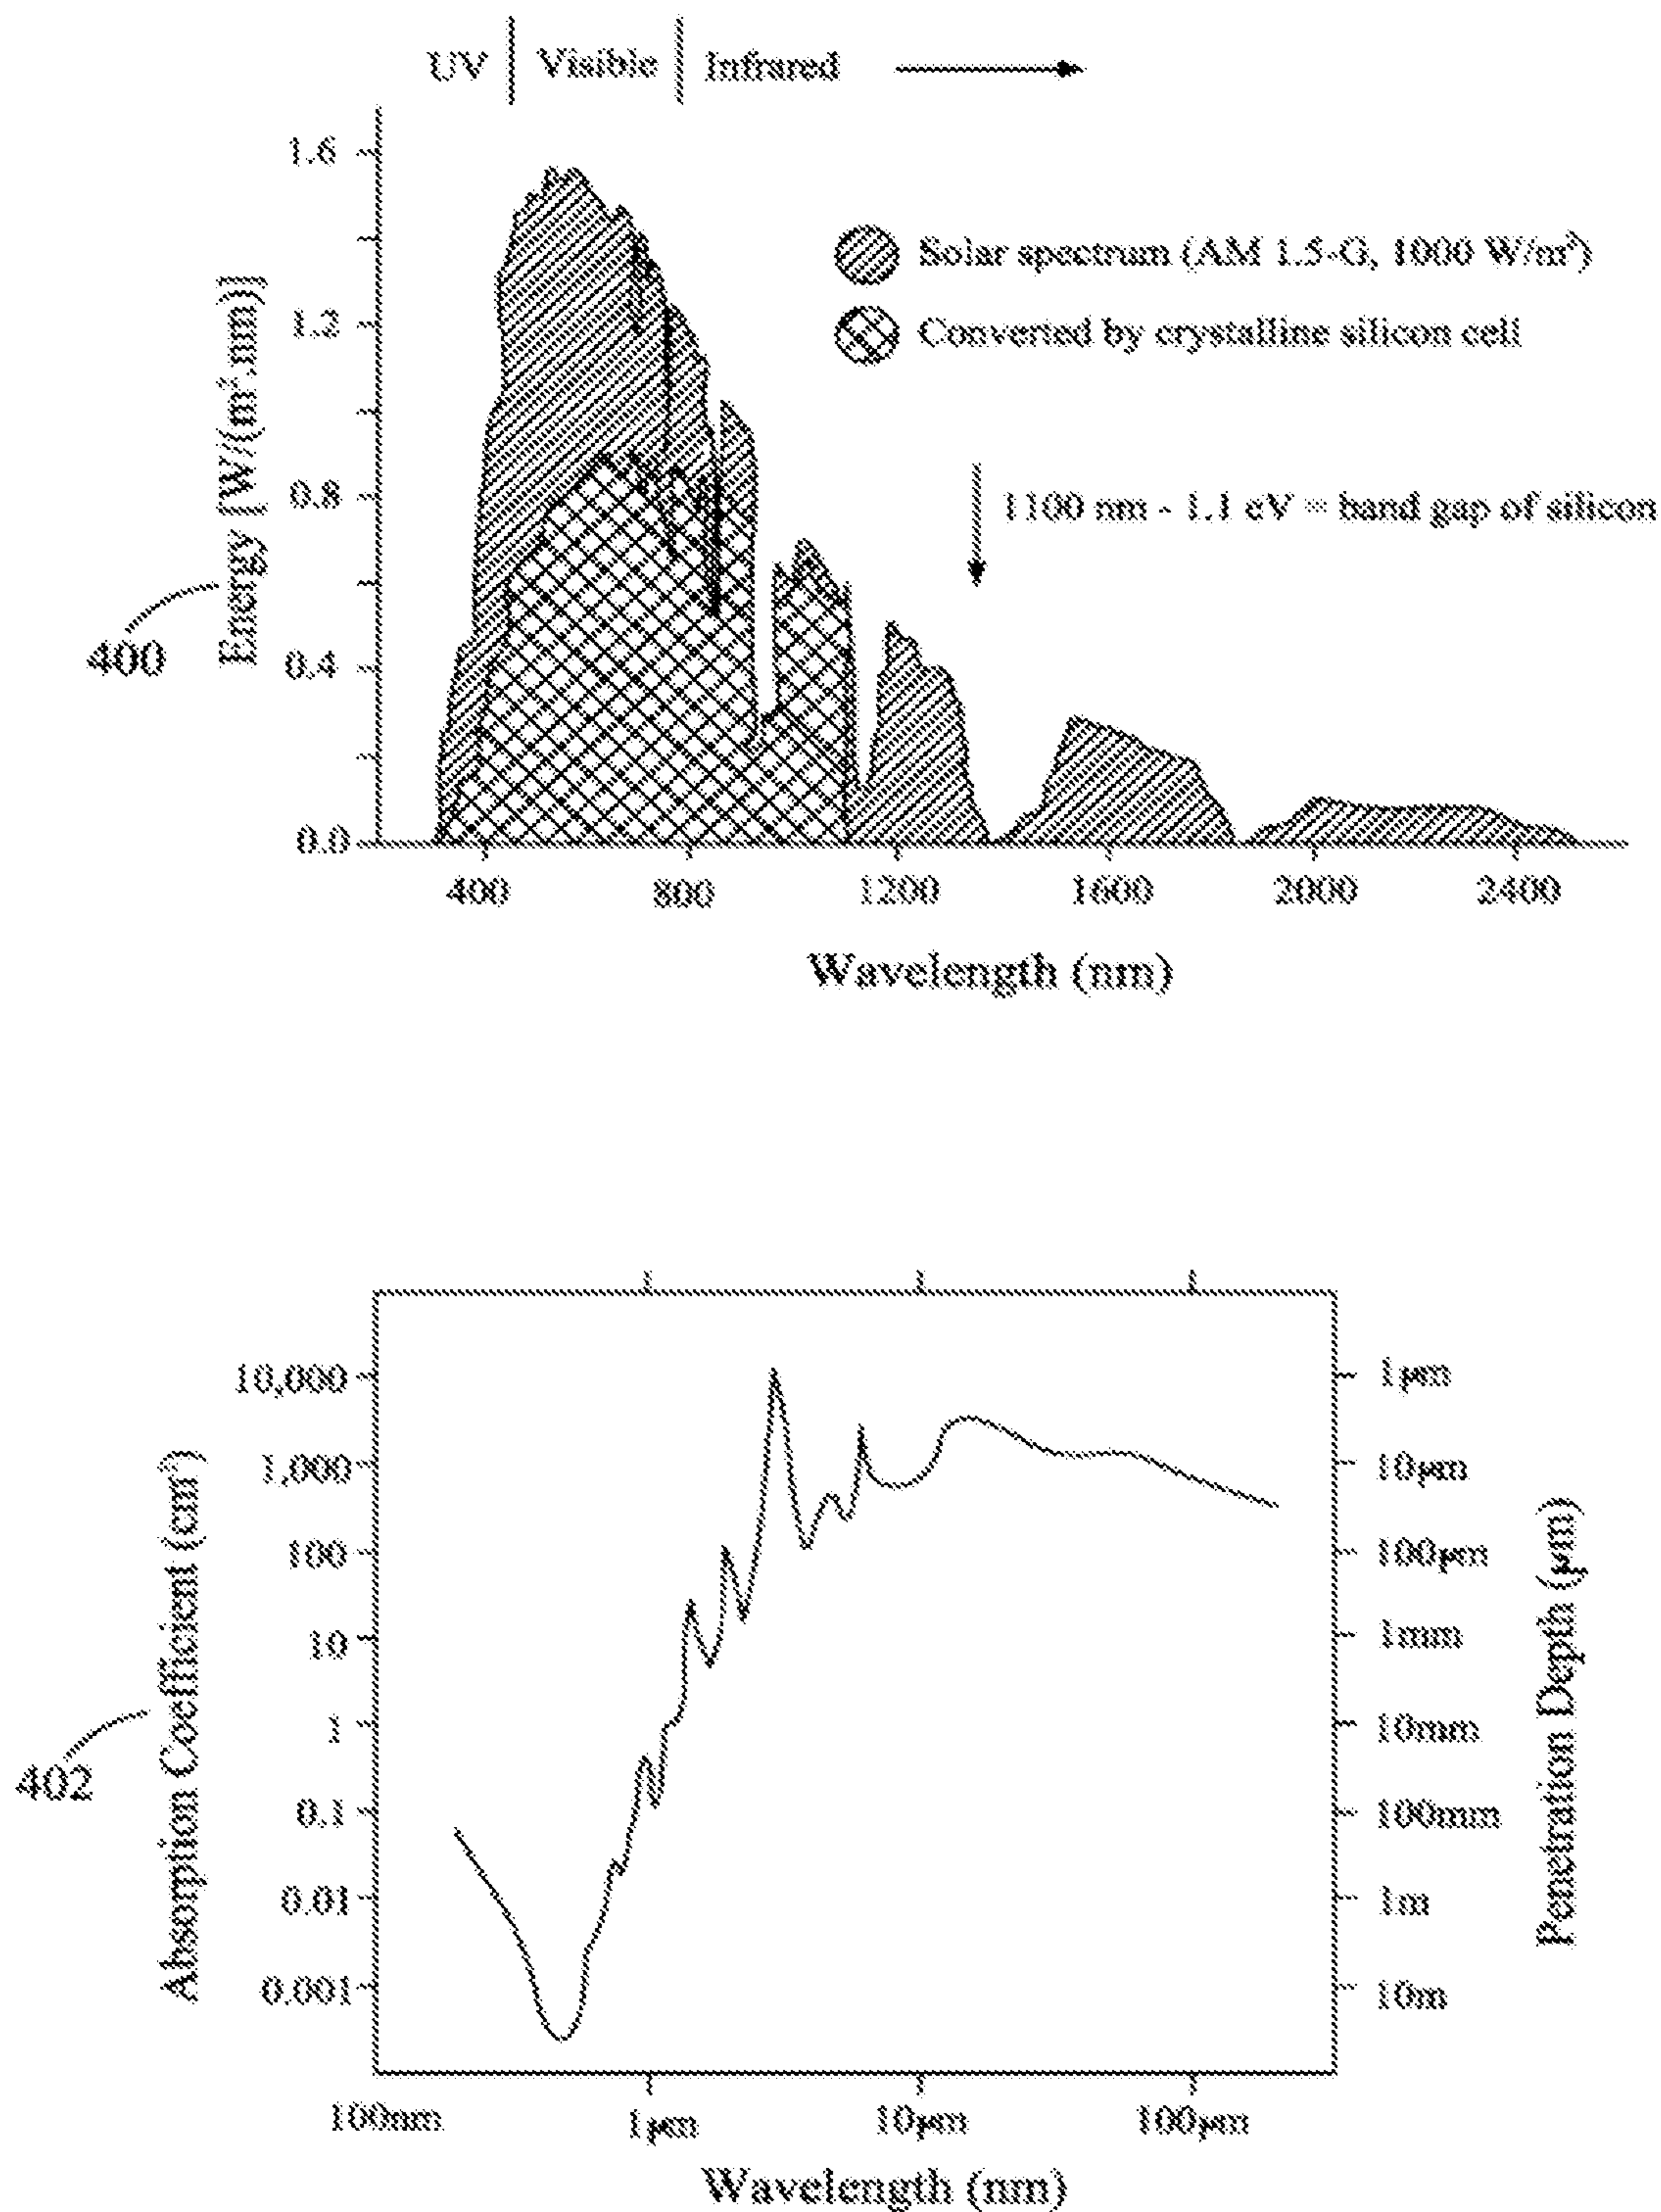 UV | Visible | Infrared
1.6
1.2
0.8
0.4
0.0
Energy [W/(m².nm)]
400
Solar spectrum (AM 1.5-G, 1000 W/m²)
Converted by crystalline silicon cell
1100 nm - 1.1 eV = band gap of silicon
400 800 1200 1600 2000 2400
Wavelength (nm)
10,000
1,000
100
10
1
0.1
0.01
0.001
Absorption Coefficient (cm⁻¹)
402
1μm
10μm
100μm
1mm
10mm
100mm
1m
10m
Penetration Depth (μm)
100nm 1μm 10μm 100μm
Wavelength (nm)